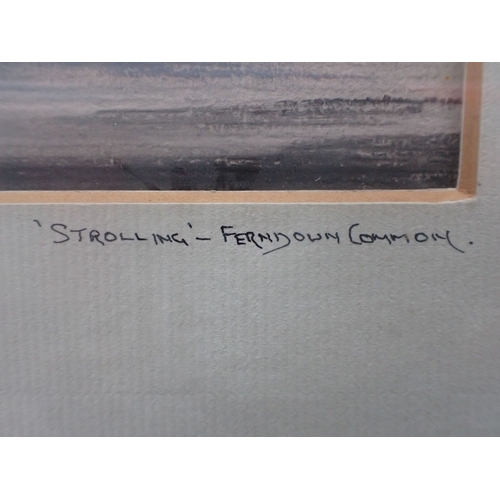 'STROLLING' - FERNDOWN COMMON.